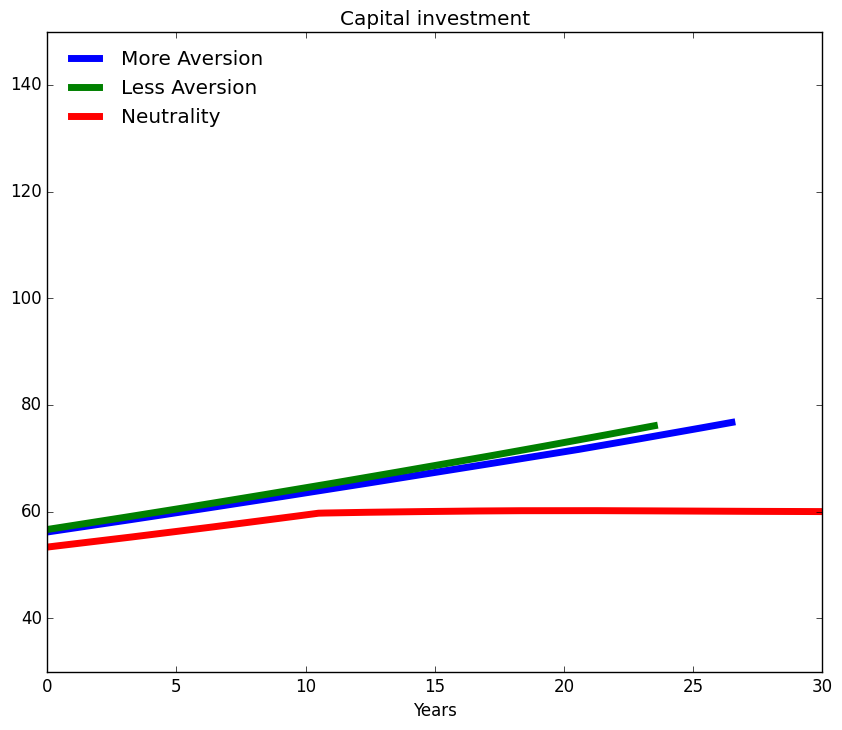 Capital investment
More Aversion
Less Aversion
Neutrality
140
120
100
80
60
40
0 5 10 15 20 25 30
Years